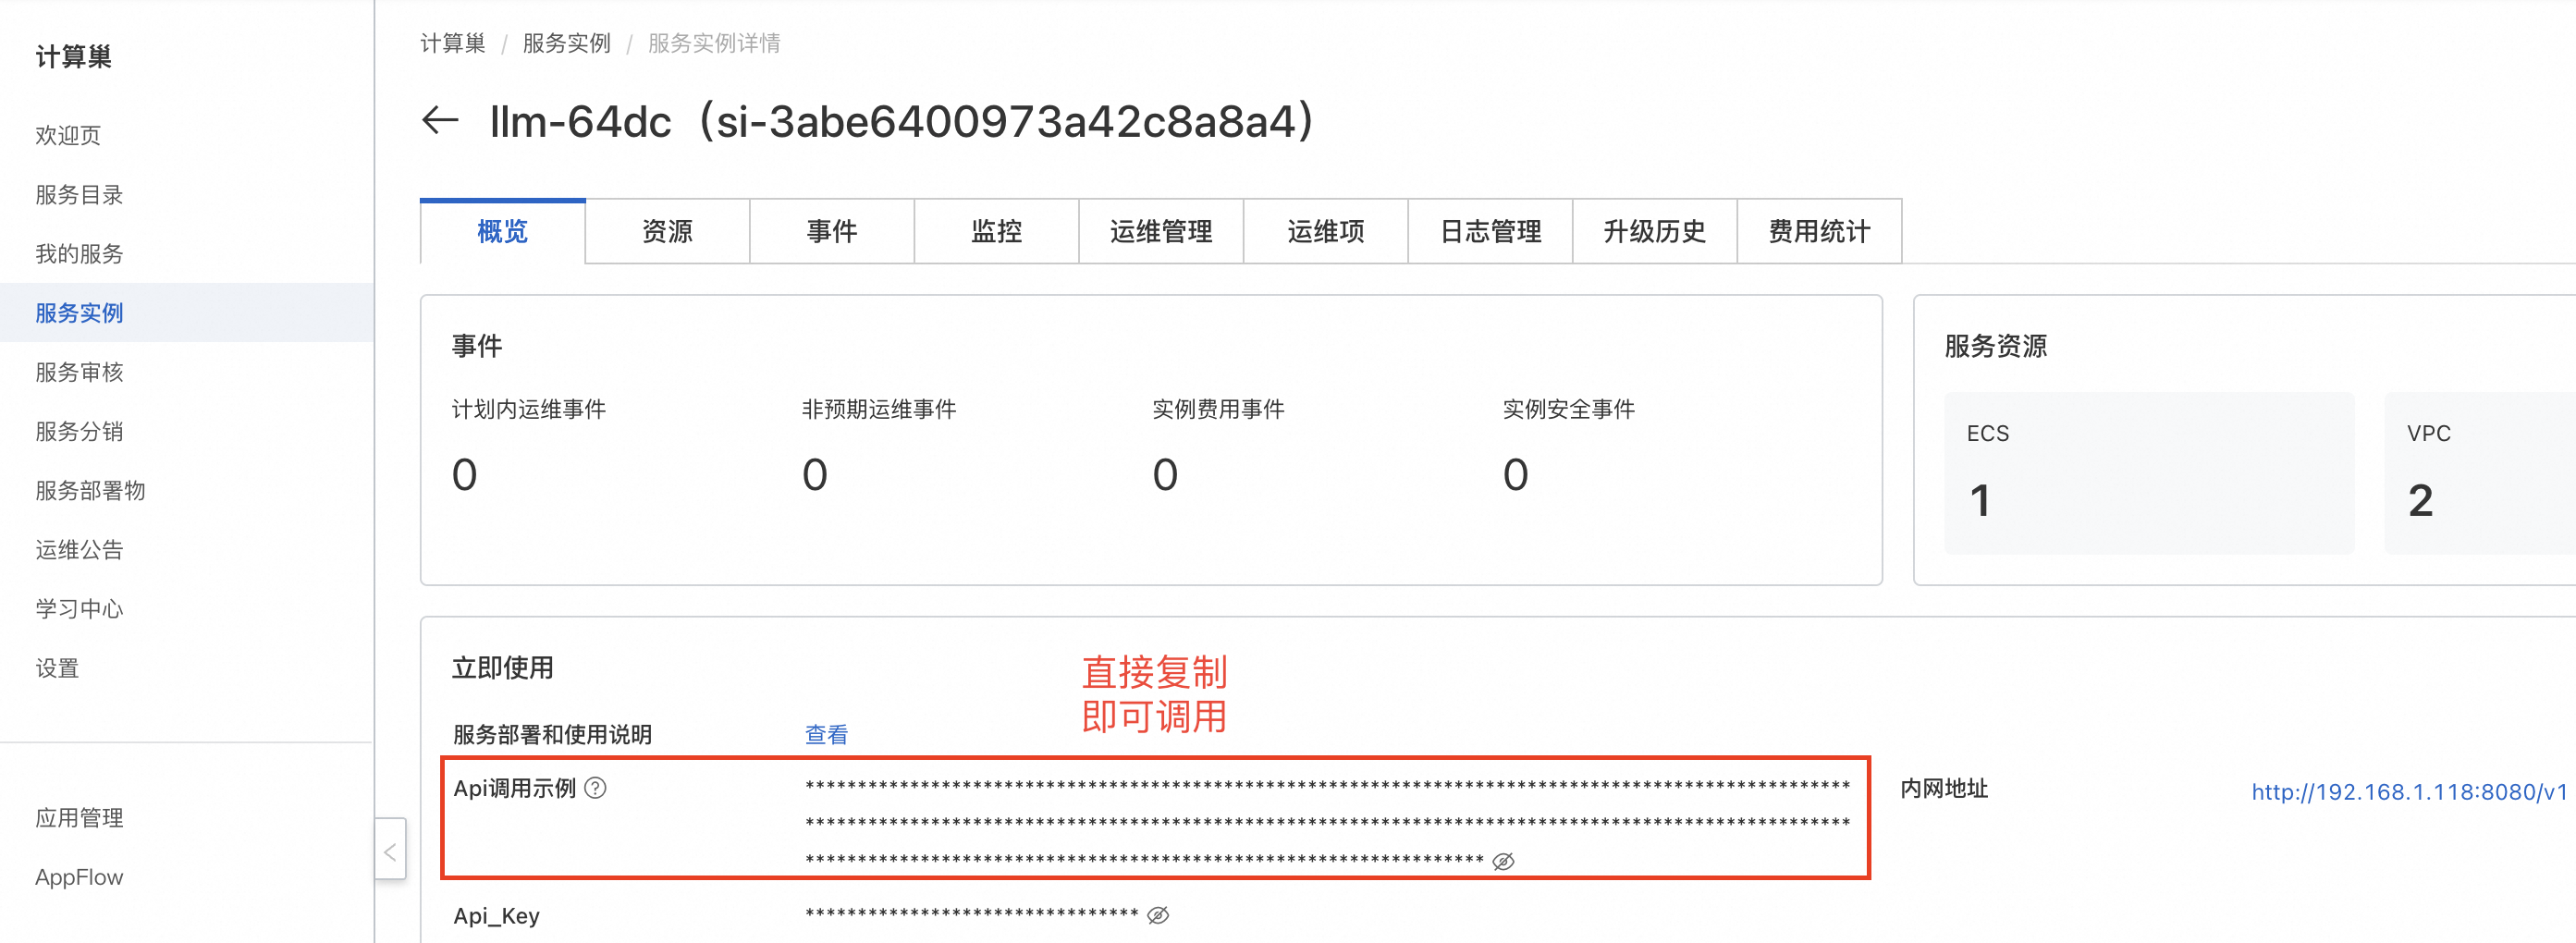 计算巢
欢迎页
服务目录
我的服务
服务实例
服务审核
服务分销
服务部署物
运维公告
学习中心
设置
应用管理
AppFlow
计算巢 / 服务实例 / 服务实例详情
← llm-64dc（si-3abe6400973a42c8a8a4）
概览 资源 事件 监控 运维管理 运维项 日志管理 升级历史 费用统计
事件
计划内运维事件 非预期运维事件 实例费用事件 实例安全事件
0 0 0 0
服务资源
ECS VPC
1 2
立即使用
直接复制
即可调用
服务部署和使用说明 查看
Api调用示例
内网地址 http://192.168.1.118:8080/v1
Api_Key ********************************